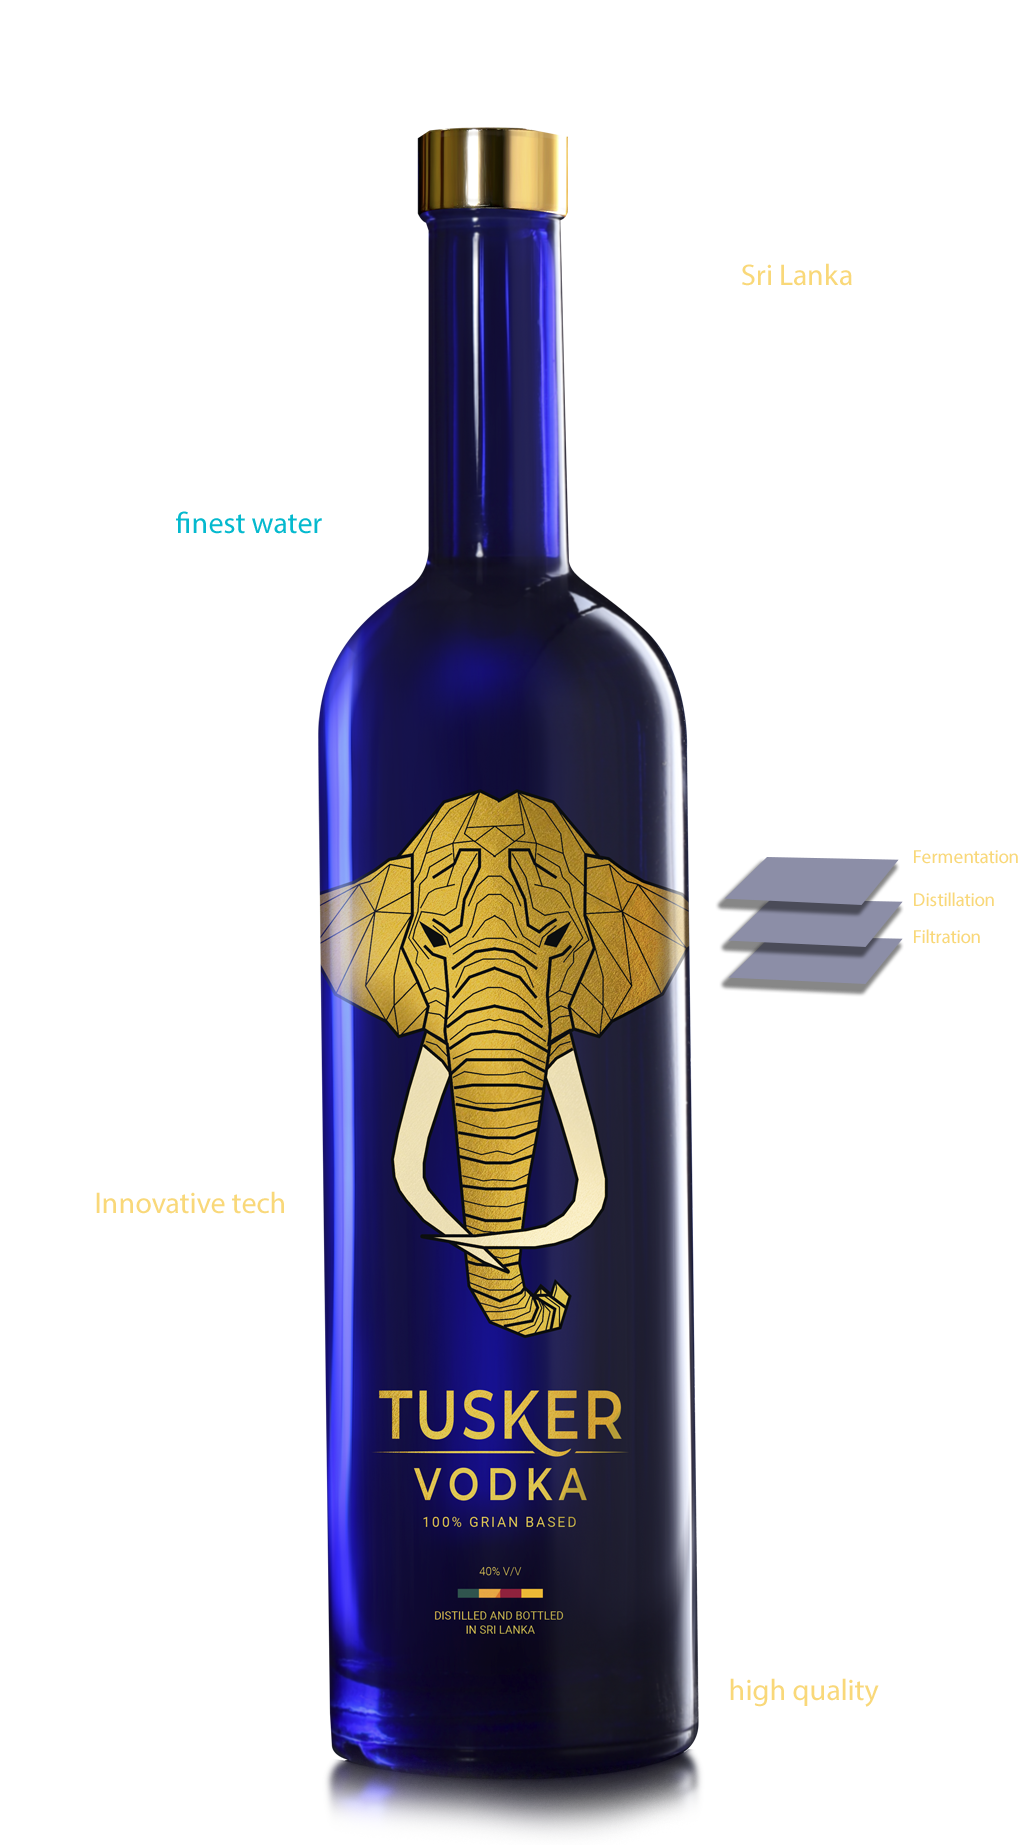 Sri Lanka
finest water
Fermentation
Distillation
Filtration
Innovative tech
TUSKER
VODKA
100% GRIAN BASED
40% V/V
DISTILLED AND BOTTLED
IN SRI LANKA
high quality